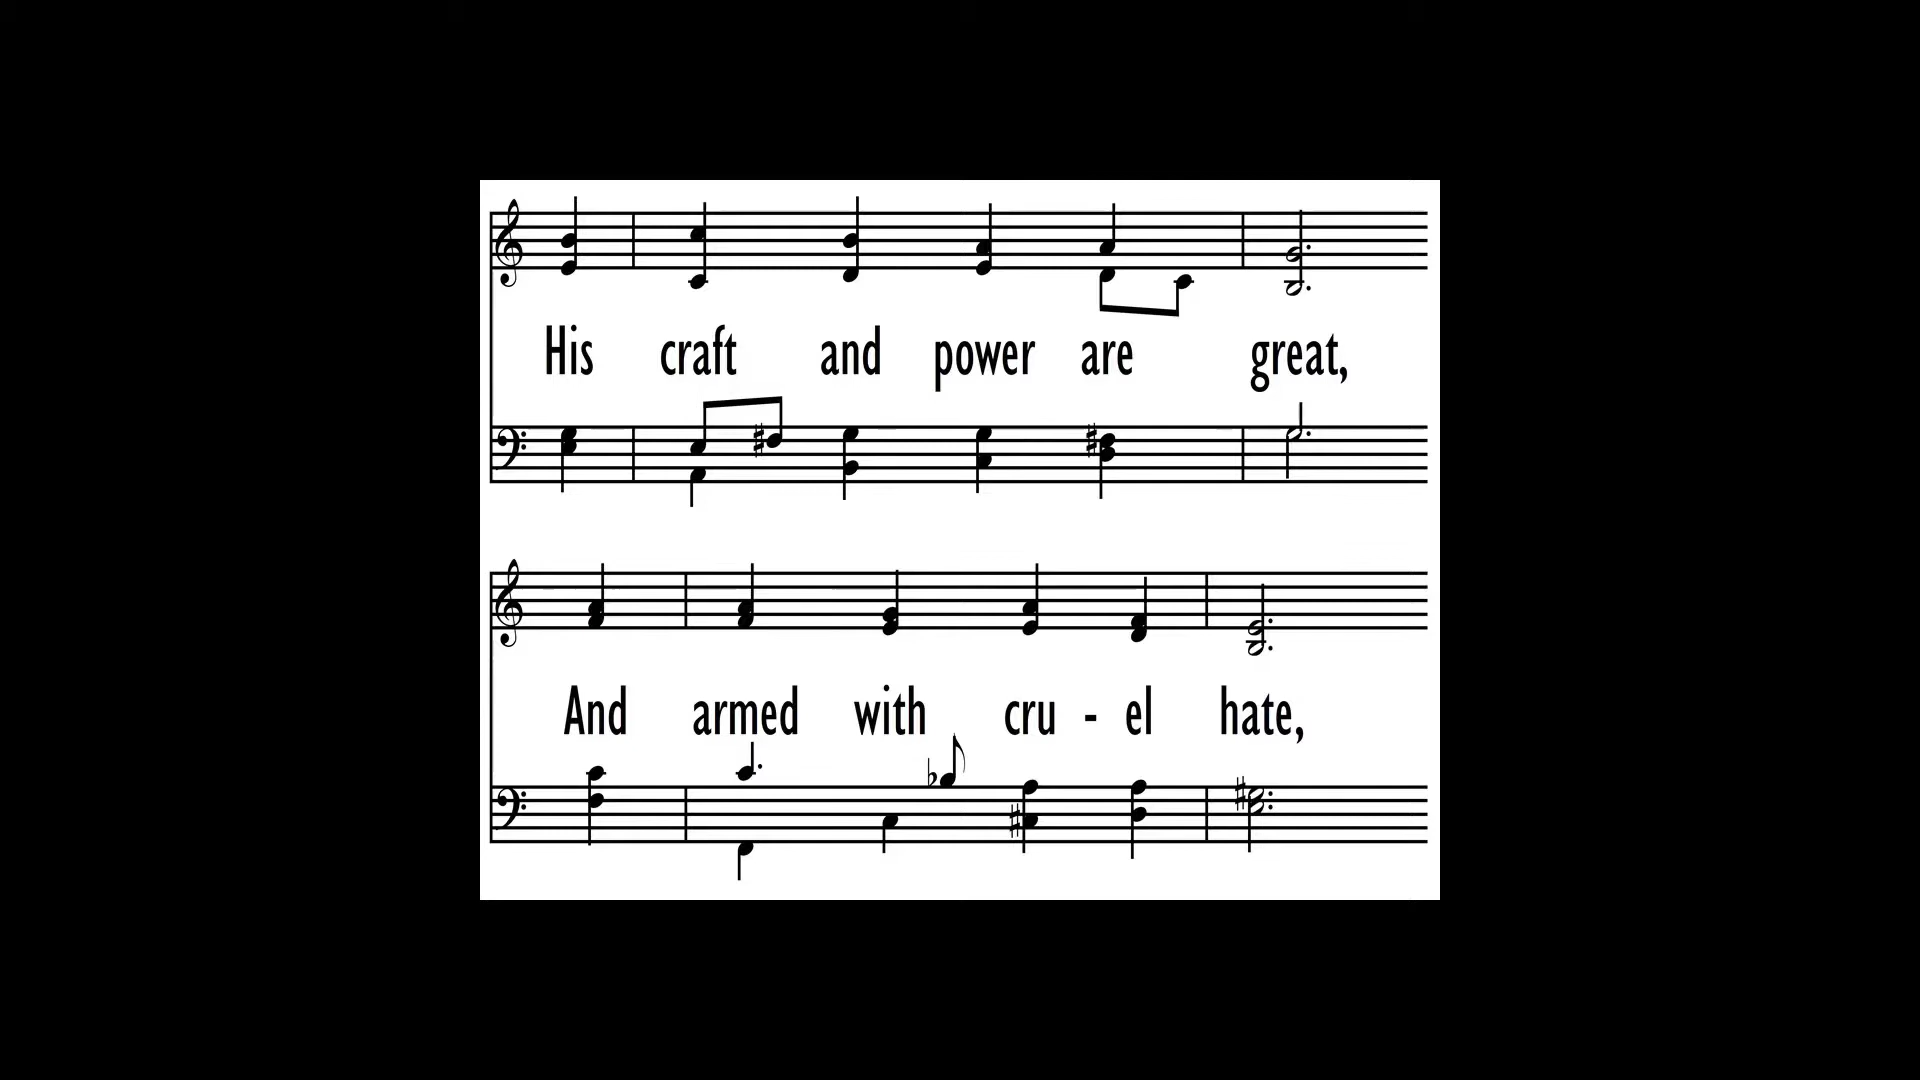 His craft and power are great,
And armed with cru - el hate,